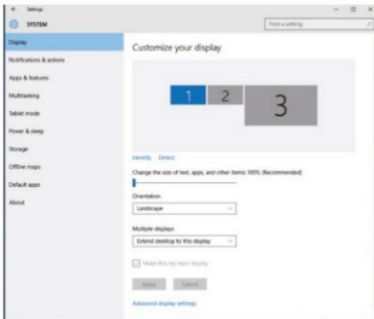 Settings
SYSTEM
Find a setting
Display
Notifications & actions
Apps & features
Multitasking
Tablet mode
Power & sleep
Storage
Offline maps
Default apps
About
Customize your display
1 2 3
Identify Detect
Change the size of text, apps, and other items: 100% (Recommended)
Orientation
Landscape
Multiple displays
Extend desktop to this display
Make this my main display
Apply Cancel
Advanced display settings